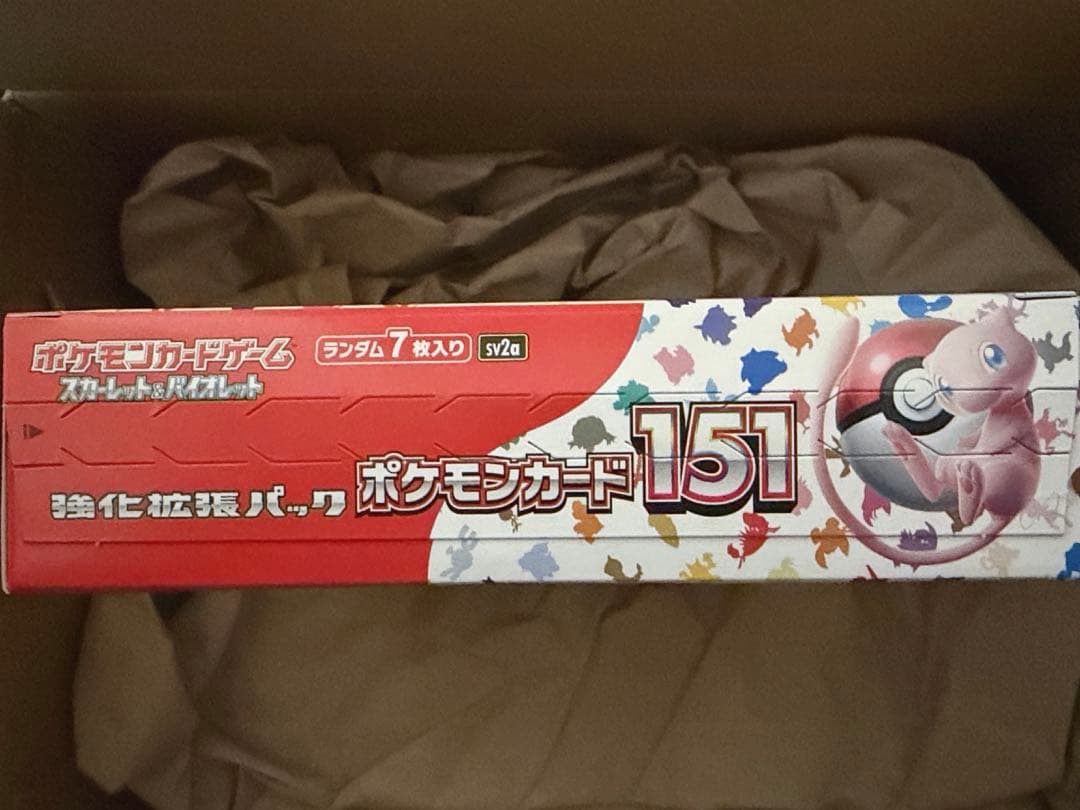 ポケモンカードゲーム
スカーレット&バイオレット
ランダム7枚入り
sv2a
強化拡張パック
ポケモンカード151